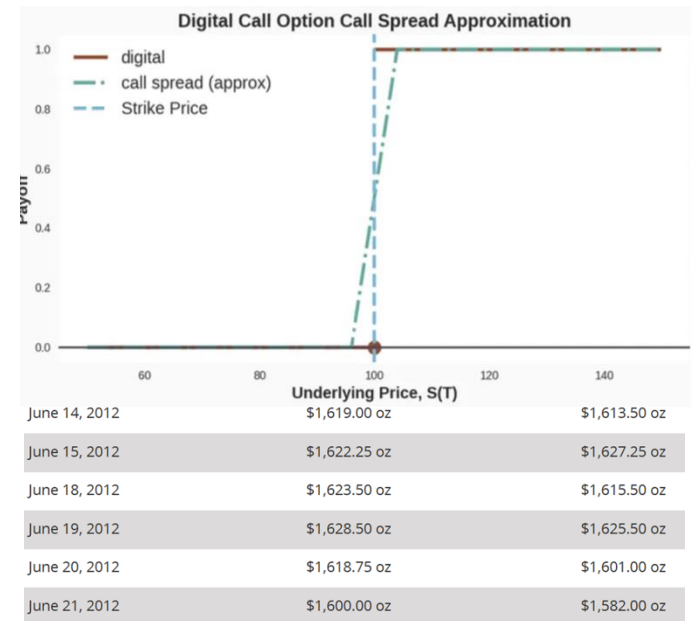 Digital Call Option Call Spread Approximation
digital
call spread (approx)
Strike Price
1.0
0.8
0.6
0.4
0.2
0.0
Payoff
60 80 100 120 140
Underlying Price, S(T)
June 14, 2012 $1,619.00 oz $1,613.50 oz
June 15, 2012 $1,622.25 oz $1,627.25 oz
June 18, 2012 $1,623.50 oz $1,615.50 oz
June 19, 2012 $1,628.50 oz $1,625.50 oz
June 20, 2012 $1,618.75 oz $1,601.00 oz
June 21, 2012 $1,600.00 oz $1,582.00 oz